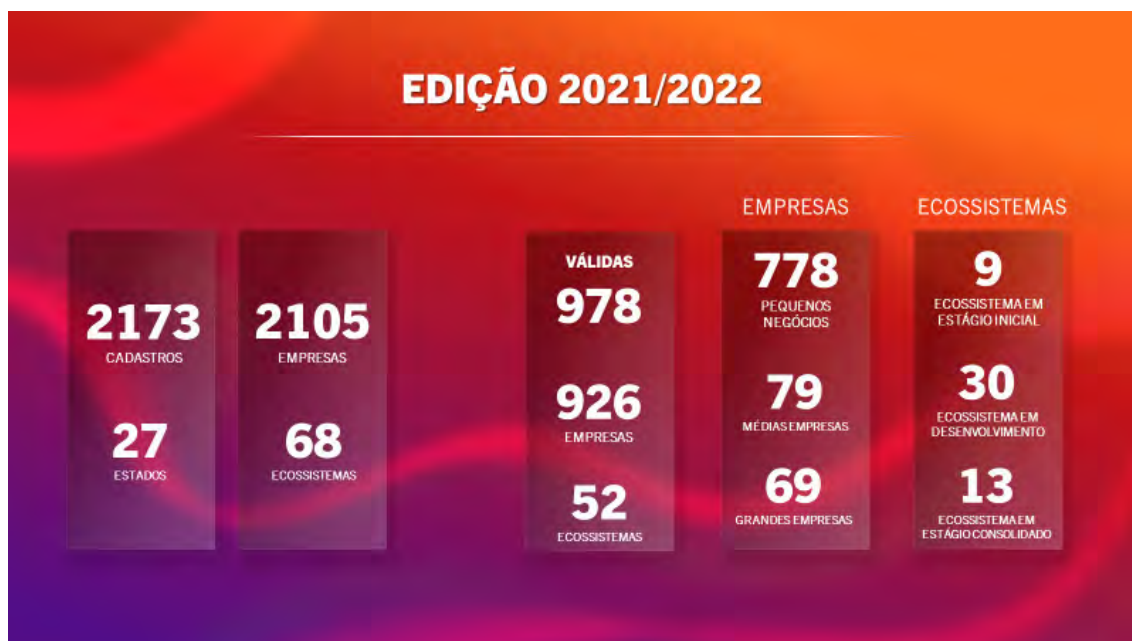 EDIÇÃO 2021/2022
2173
CADASTROS
27
ESTADOS
2105
EMPRESAS
68
ECOSSISTEMAS
VÁLIDAS
978
926
EMPRESAS
52
ECOSSISTEMAS
EMPRESAS
778
PEQUENOS
NEGÓCIOS
79
MÉDIAS EMPRESAS
69
GRANDES EMPRESAS
ECOSSISTEMAS
9
ECOSSISTEMA EM
ESTÁGIO INICIAL
30
ECOSSISTEMA EM
DESENVOLVIMENTO
13
ECOSSISTEMA EM
ESTÁGIO CONSOLIDADO